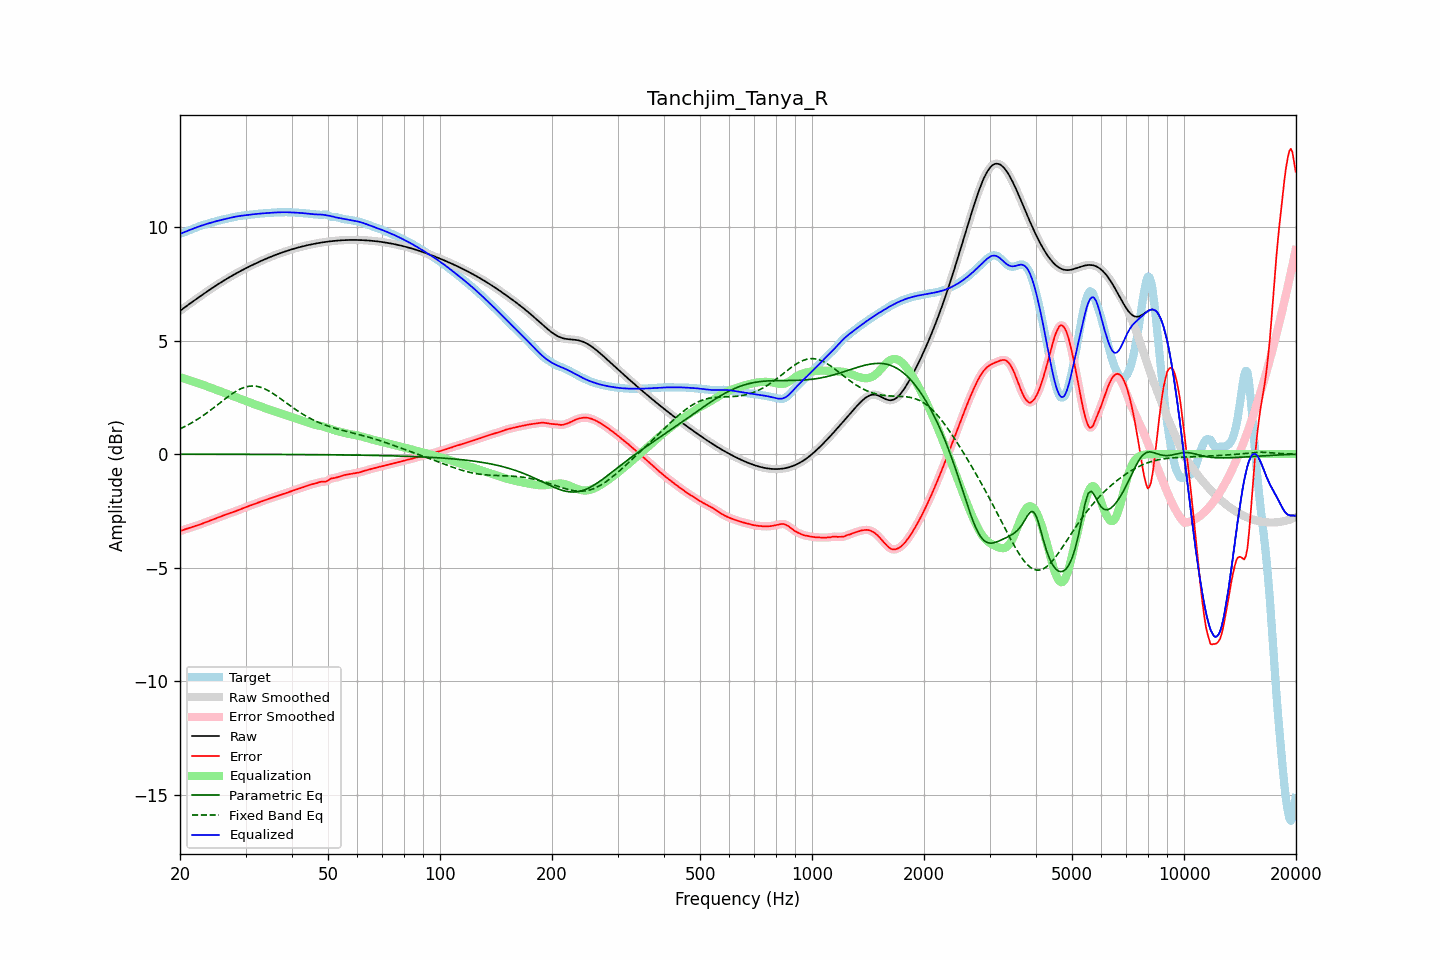 Tanchjim_Tanya_R
Amplitude (dBr)
10
5
0
−5
−10
−15
Target
Raw Smoothed
Error Smoothed
Raw
Error
Equalization
Parametric Eq
Fixed Band Eq
Equalized
20 50 100 200 500 1000 2000 5000 10000 20000
Frequency (Hz)